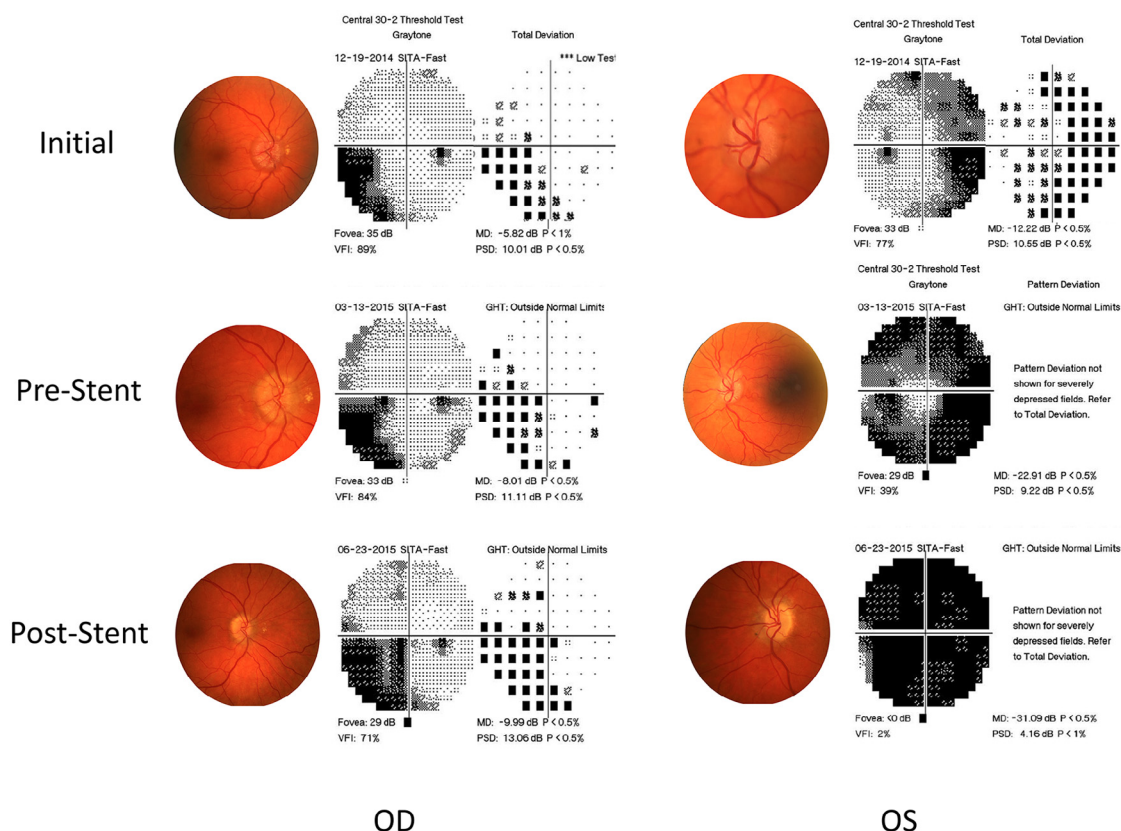 Central 30-2 Threshold Test
Graytone Total Deviation
12-19-2014 SITA-Fast *** Low Test
Initial
Fovea: 35 dB MD: -5.82 dB P < 1%
VFI: 89% PSD: 10.01 dB P < 0.5%
Central 30-2 Threshold Test
Graytone Total Deviation
12-19-2014 SITA-Fast
Fovea: 33 dB MD: -12.22 dB P < 0.5%
VFI: 77% PSD: 10.55 dB P < 0.5%
03-13-2015 SITA-Fast GHT: Outside Normal Limits
Pre-Stent
Fovea: 33 dB MD: -8.01 dB P < 0.5%
VFI: 84% PSD: 11.11 dB P < 0.5%
Central 30-2 Threshold Test
Graytone Pattern Deviation
03-13-2015 SITA-Fast GHT: Outside Normal Limits
Pattern Deviation not
shown for severely
depressed fields. Refer
to Total Deviation.
Fovea: 29 dB MD: -22.91 dB P < 0.5%
VFI: 39% PSD: 9.22 dB P < 0.5%
06-23-2015 SITA-Fast GHT: Outside Normal Limits
Post-Stent
Fovea: 29 dB MD: -9.99 dB P < 0.5%
VFI: 71% PSD: 13.06 dB P < 0.5%
06-23-2015 SITA-Fast GHT: Outside Normal Limits
Pattern Deviation not
shown for severely
depressed fields. Refer
to Total Deviation.
Fovea: <0 dB MD: -31.09 dB P < 0.5%
VFI: 2% PSD: 4.16 dB P < 1%
OD OS